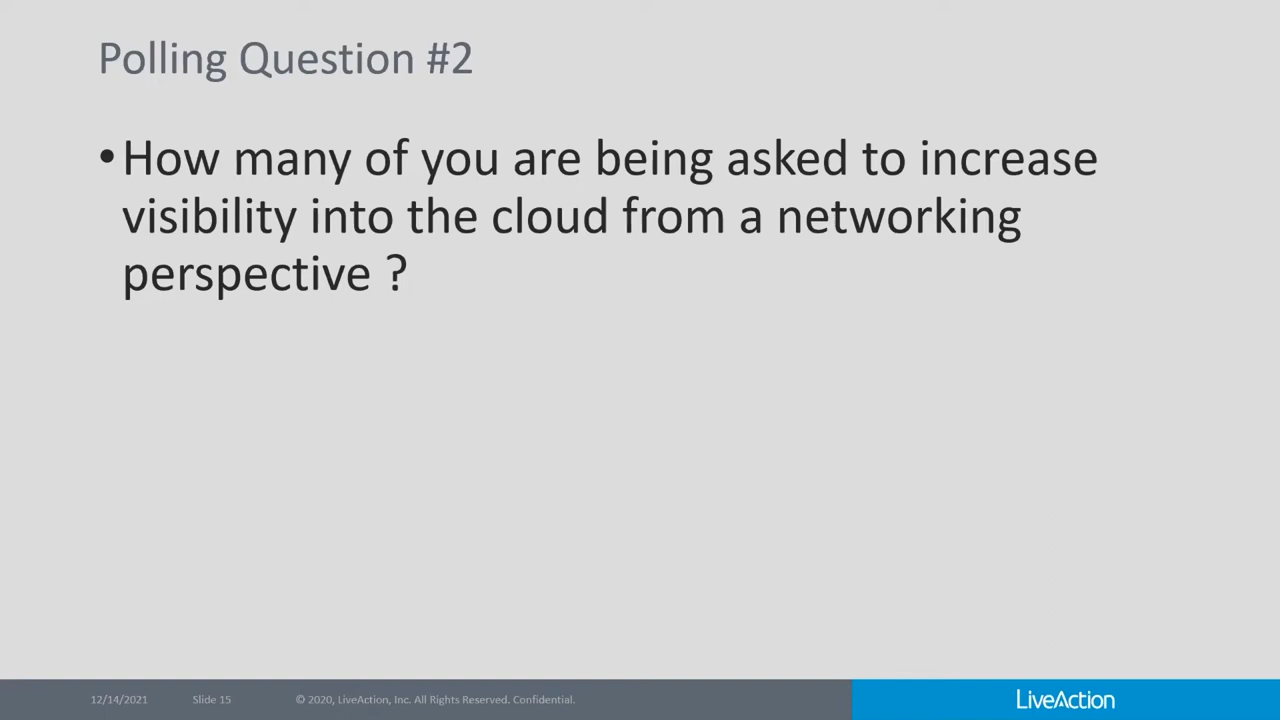 Polling Question #2
•How many of you are being asked to increase
visibility into the cloud from a networking
perspective ?
12/14/2021 Slide 15 © 2020, LiveAction, Inc. All Rights Reserved. Confidential. LiveAction